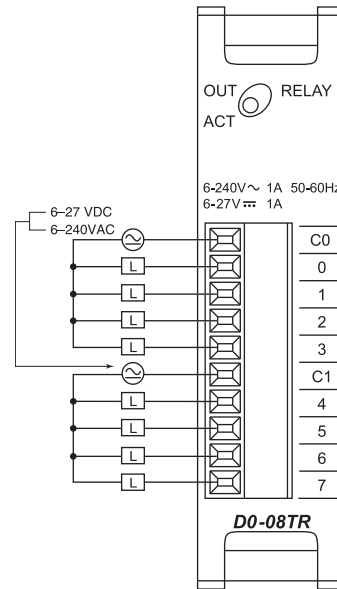 OUT RELAY
ACT
6-240V~ 1A 50-60Hz
6-27V⎓ 1A
6–27 VDC
6–240VAC
C0
L 0
L 1
L 2
L 3
C1
L 4
L 5
L 6
L 7
D0-08TR